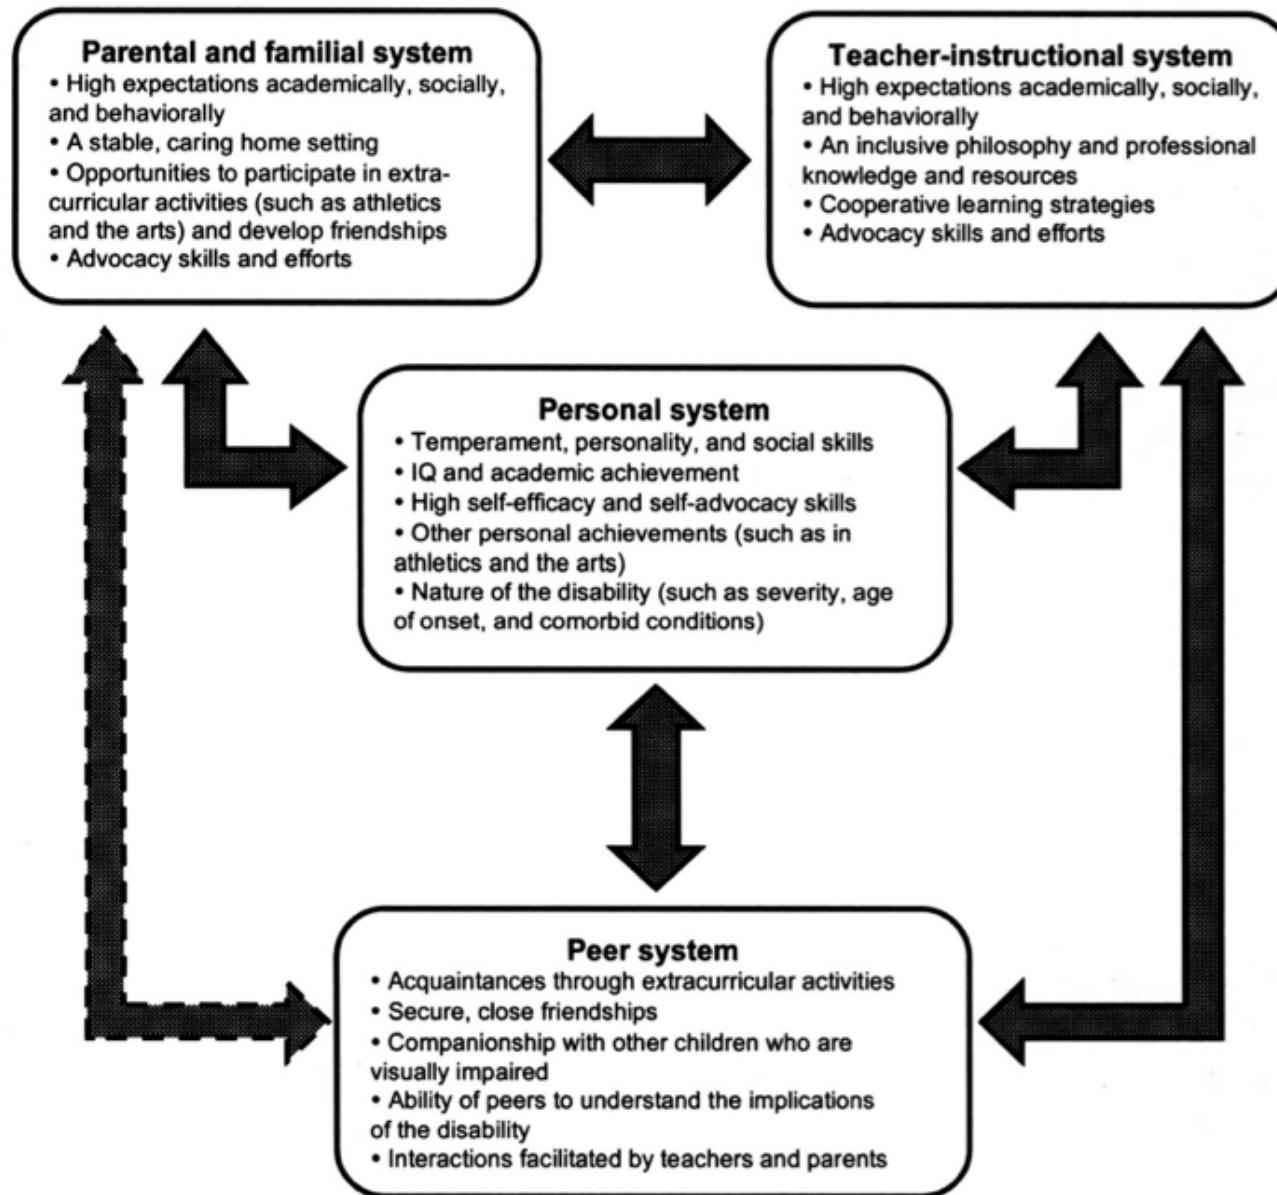 Parental and familial system
• High expectations academically, socially,
and behaviorally
• A stable, caring home setting
• Opportunities to participate in extra-
curricular activities (such as athletics
and the arts) and develop friendships
• Advocacy skills and efforts
Teacher-instructional system
• High expectations academically, socially,
and behaviorally
• An inclusive philosophy and professional
knowledge and resources
• Cooperative learning strategies
• Advocacy skills and efforts
Personal system
• Temperament, personality, and social skills
• IQ and academic achievement
• High self-efficacy and self-advocacy skills
• Other personal achievements (such as in
athletics and the arts)
• Nature of the disability (such as severity, age
of onset, and comorbid conditions)
Peer system
• Acquaintances through extracurricular activities
• Secure, close friendships
• Companionship with other children who are
visually impaired
• Ability of peers to understand the implications
of the disability
• Interactions facilitated by teachers and parents